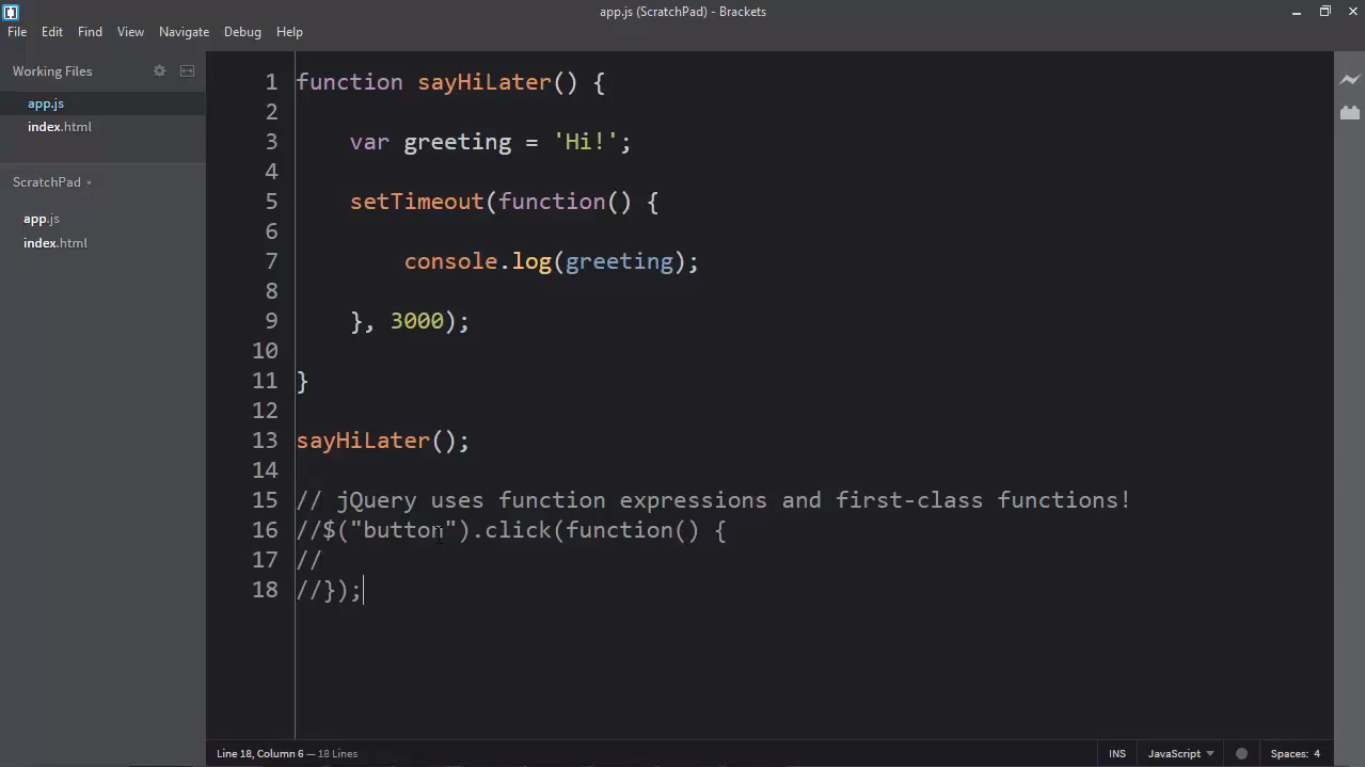 app.js (ScratchPad) - Brackets
File Edit Find View Navigate Debug Help
Working Files
app.js
index.html
ScratchPad
app.js
index.html
1 function sayHiLater() {
2
3     var greeting = 'Hi!';
4
5     setTimeout(function() {
6
7         console.log(greeting);
8
9     }, 3000);
10
11 }
12
13 sayHiLater();
14
15 // jQuery uses function expressions and first-class functions!
16 //$("button").click(function() {
17 //
18 //});
Line 18, Column 6 — 18 Lines
INS JavaScript Spaces: 4